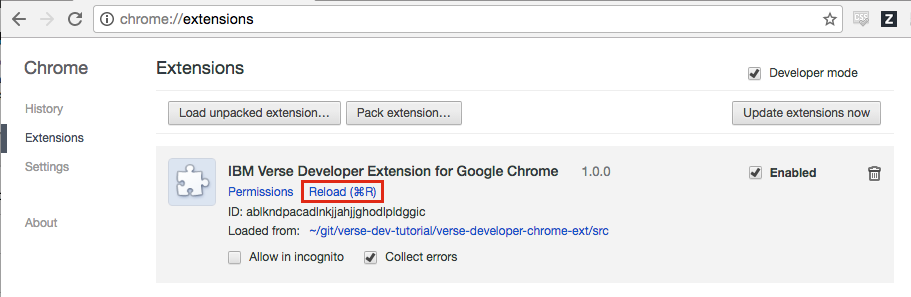 chrome://extensions
CSP
Z
Chrome
Extensions
Developer mode
History
Load unpacked extension...
Pack extension...
Update extensions now
Extensions
Settings
About
IBM Verse Developer Extension for Google Chrome 1.0.0
Enabled
Permissions Reload (⌘R)
ID: ablkndpacadlnkjjahjjghodlpldggic
Loaded from: ~/git/verse-dev-tutorial/verse-developer-chrome-ext/src
Allow in incognito Collect errors